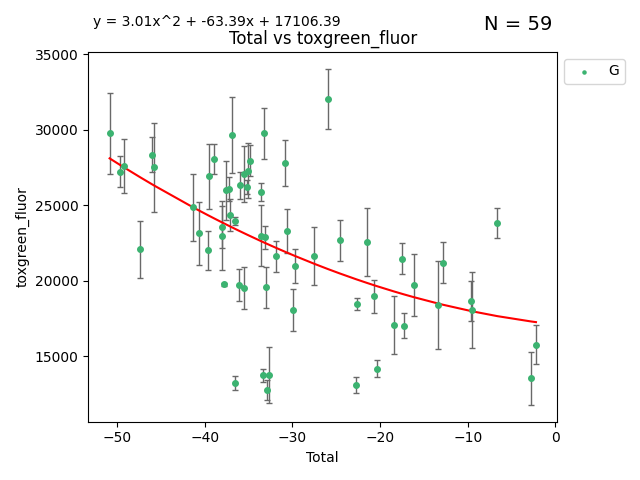 y = 3.01x^2 + -63.39x + 17106.39
N = 59
Total vs toxgreen_fluor
35000
30000
25000
20000
15000
toxgreen_fluor
G
−50
−40
−30
−20
−10
0
Total